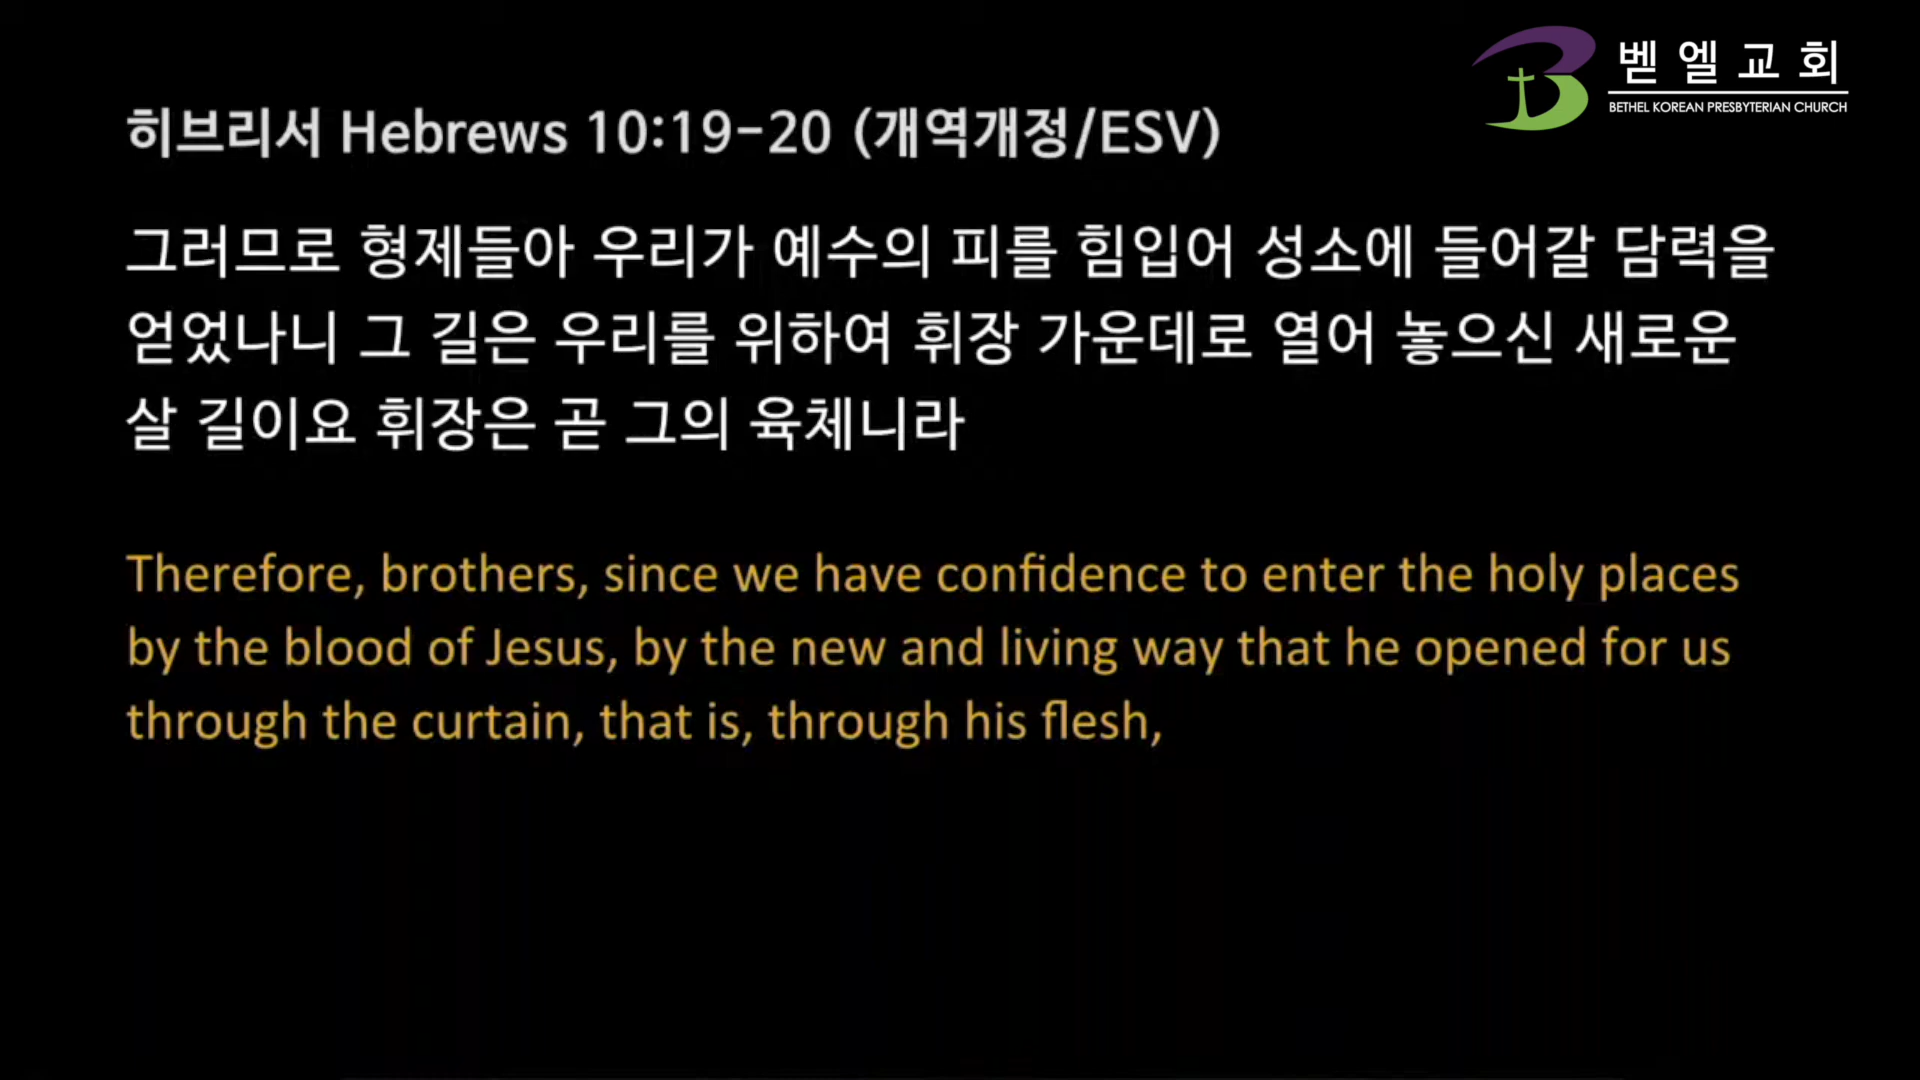 벧엘교회
BETHEL KOREAN PRESBYTERIAN CHURCH
히브리서 Hebrews 10:19-20 (개역개정/ESV)
그러므로 형제들아 우리가 예수의 피를 힘입어 성소에 들어갈 담력을
얻었나니 그 길은 우리를 위하여 휘장 가운데로 열어 놓으신 새로운
살 길이요 휘장은 곧 그의 육체니라
Therefore, brothers, since we have confidence to enter the holy places
by the blood of Jesus, by the new and living way that he opened for us
through the curtain, that is, through his flesh,